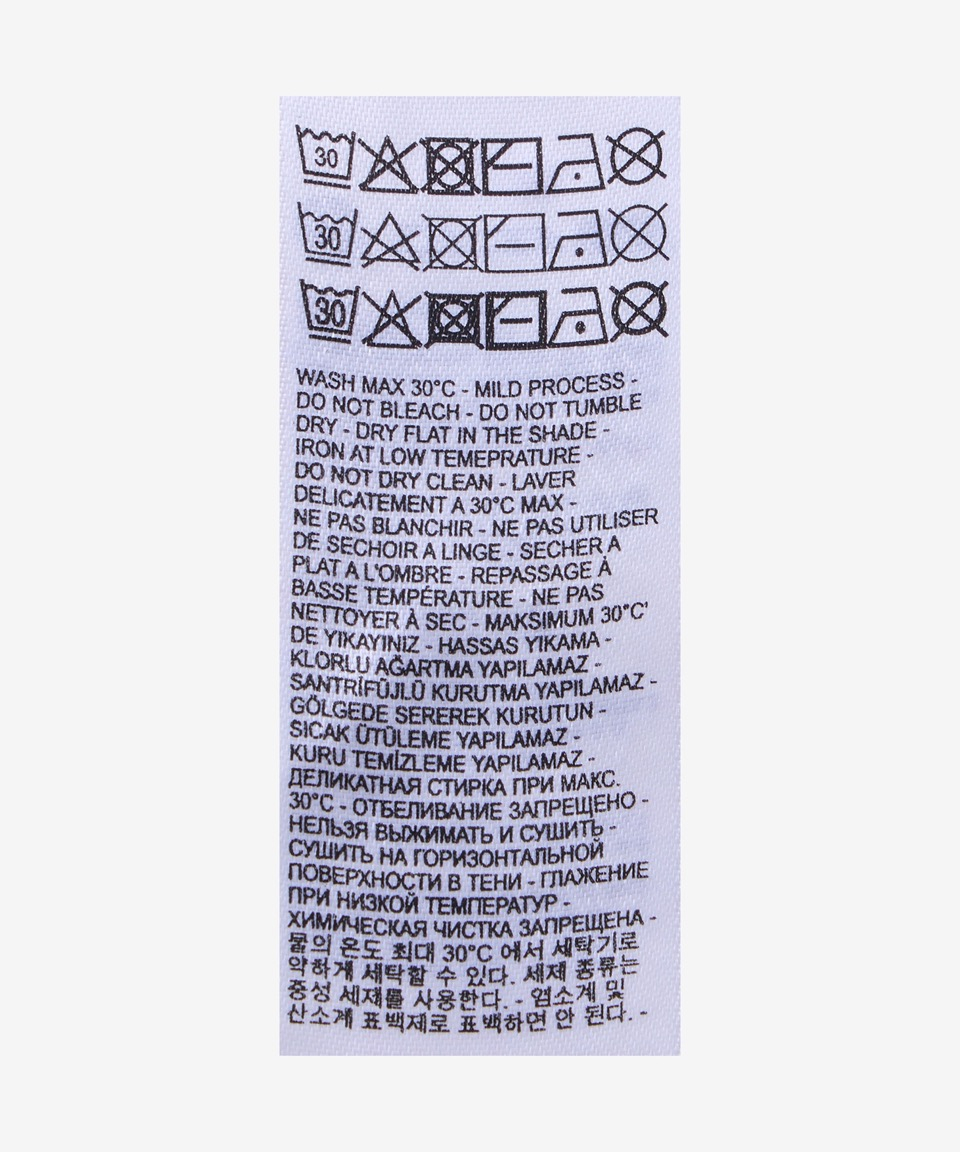 30
30
30
WASH MAX 30°C - MILD PROCESS -
DO NOT BLEACH - DO NOT TUMBLE
DRY - DRY FLAT IN THE SHADE -
IRON AT LOW TEMEPRATURE -
DO NOT DRY CLEAN - LAVER
DELICATEMENT A 30°C MAX -
NE PAS BLANCHIR - NE PAS UTILISER
DE SECHOIR A LINGE - SECHER A
PLAT A L'OMBRE - REPASSAGE À
BASSE TEMPÉRATURE - NE PAS
NETTOYER À SEC - MAKSIMUM 30°C'
DE YIKAYINIZ - HASSAS YIKAMA -
KLORLU AĞARTMA YAPILAMAZ -
SANTRİFÜJLÜ KURUTMA YAPILAMAZ -
GÖLGEDE SEREREK KURUTUN -
SICAK ÜTÜLEME YAPILAMAZ -
KURU TEMİZLEME YAPILAMAZ -
ДЕЛИКАТНАЯ СТИРКА ПРИ МАКС.
30°C - ОТБЕЛИВАНИЕ ЗАПРЕЩЕНО -
НЕЛЬЗЯ ВЫЖИМАТЬ И СУШИТЬ -
СУШИТЬ НА ГОРИЗОНТАЛЬНОЙ
ПОВЕРХНОСТИ В ТЕНИ - ГЛАЖЕНИЕ
ПРИ НИЗКОЙ ТЕМПЕРАТУР -
ХИМИЧЕСКАЯ ЧИСТКА ЗАПРЕЩЕНА -
물의 온도 최대 30°C 에서 세탁기로
약하게 세탁할 수 있다. 세제 종류는
중성 세제를 사용한다. - 염소계 및
산소계 표백제로 표백하면 안 된다. -